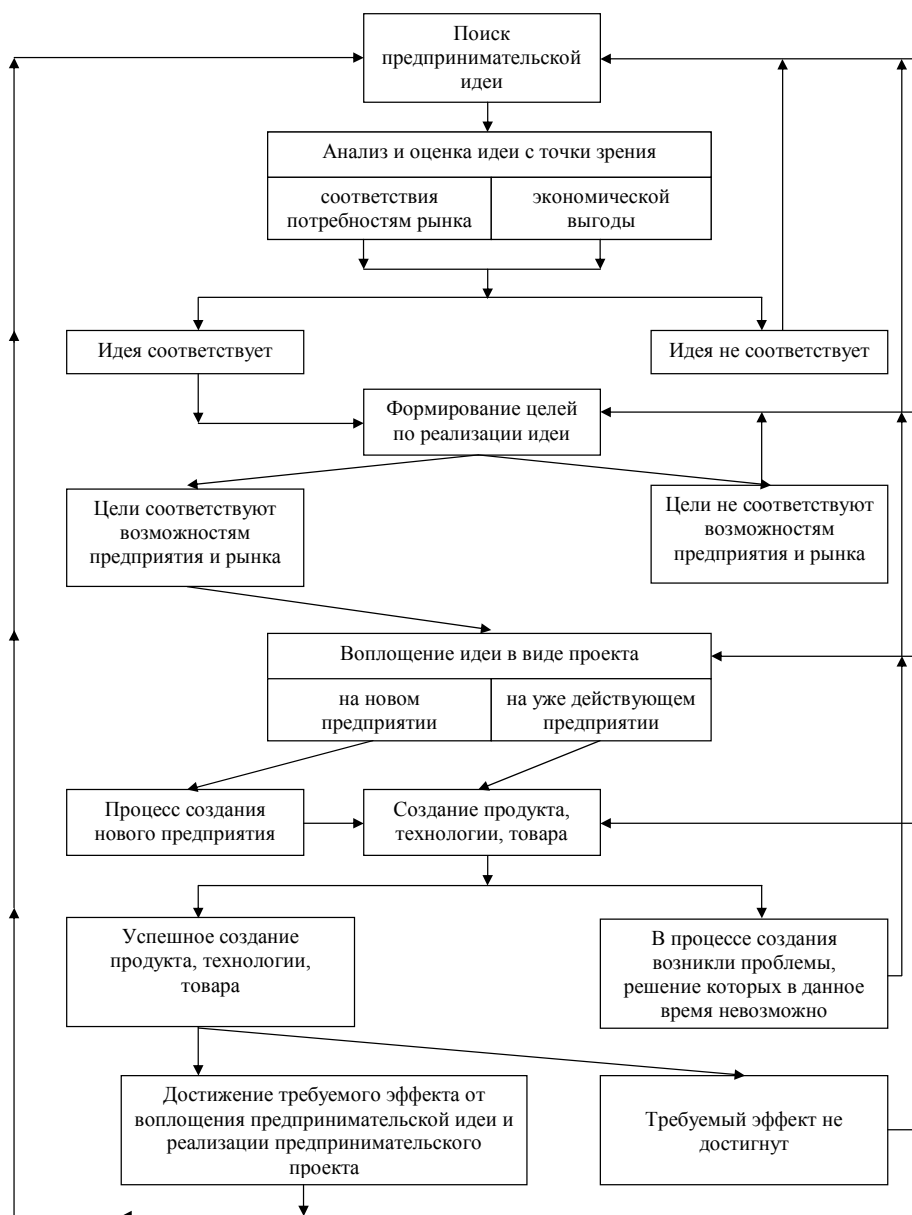 Поиск
предпринимательской
идеи
Анализ и оценка идеи с точки зрения
соответствия
потребностям рынка
экономической
выгоды
Идея соответствует
Идея не соответствует
Формирование целей
по реализации идеи
Цели соответствуют
возможностям
предприятия и рынка
Цели не соответствуют
возможностям
предприятия и рынка
Воплощение идеи в виде проекта
на новом
предприятии
на уже действующем
предприятии
Процесс создания
нового предприятия
Создание продукта,
технологии, товара
Успешное создание
продукта, технологии,
товара
В процессе создания
возникли проблемы,
решение которых в данное
время невозможно
Достижение требуемого эффекта от
воплощения предпринимательской идеи и
реализации предпринимательского
проекта
Требуемый эффект не
достигнут